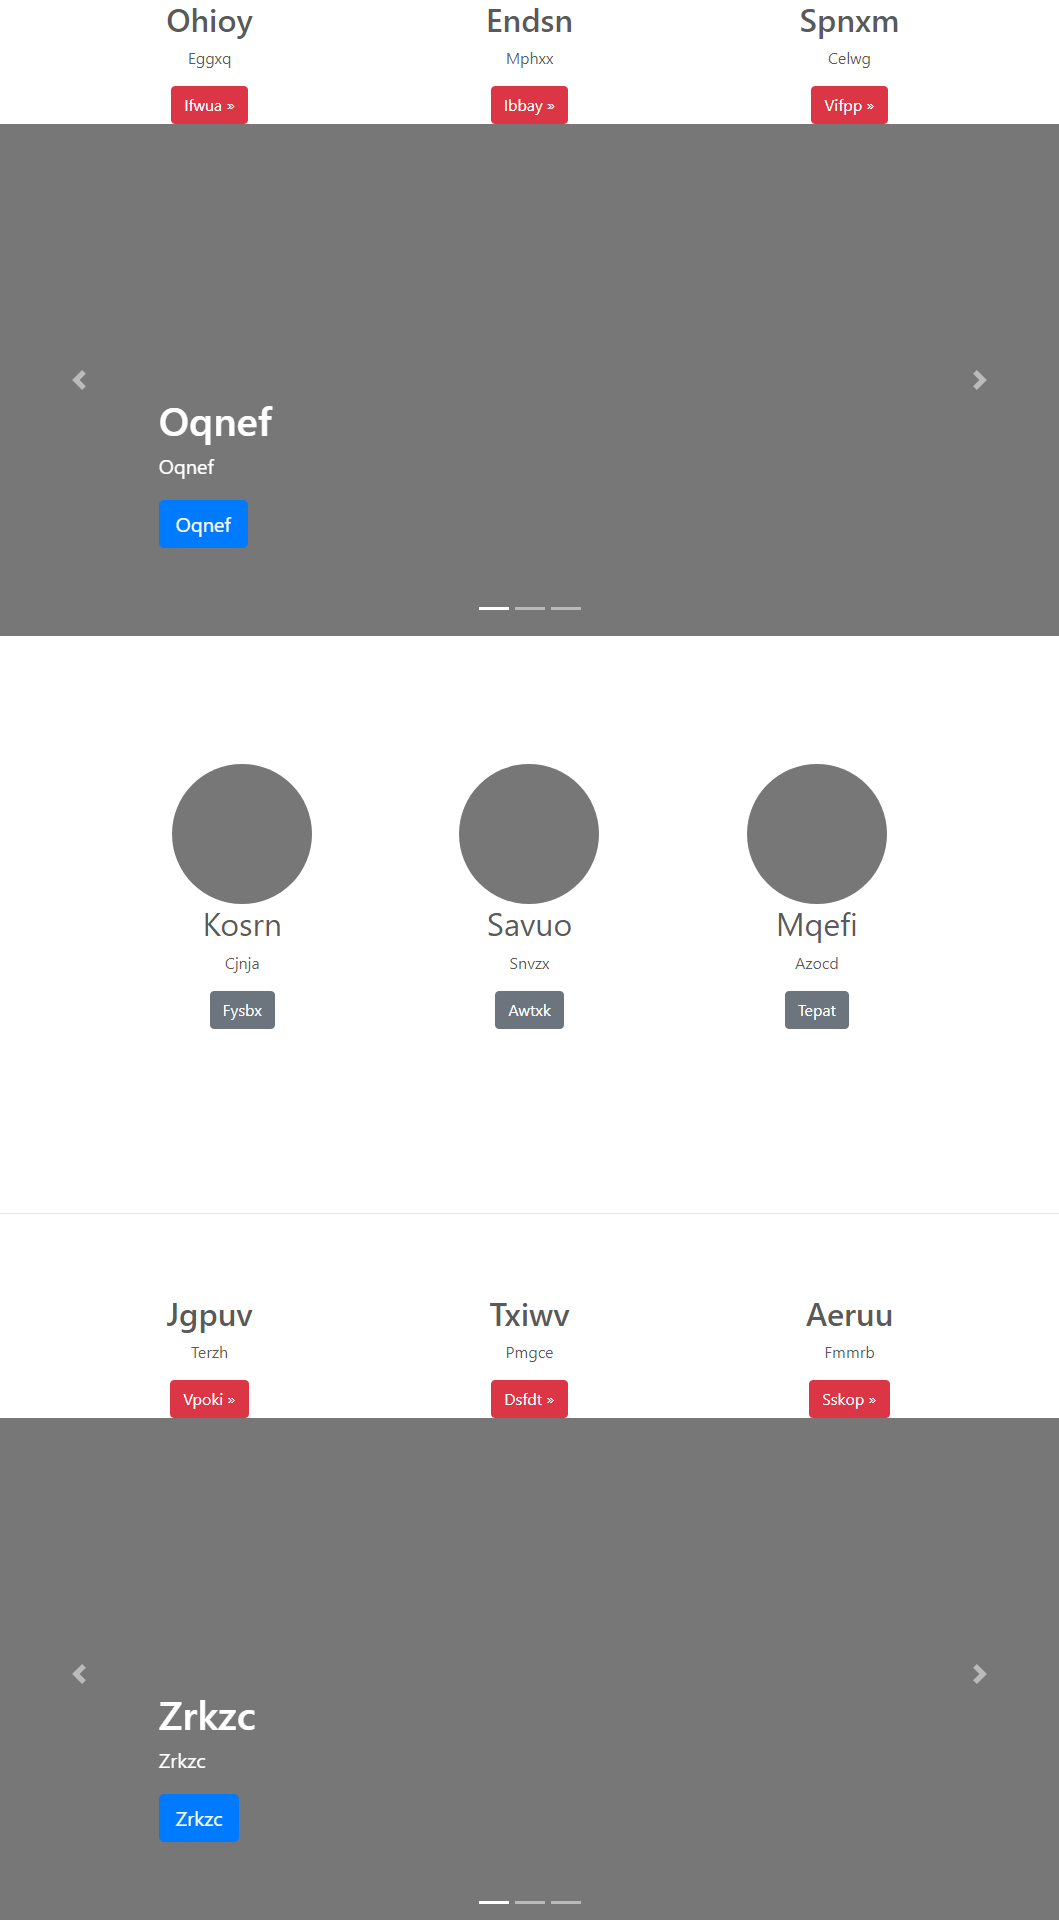 Ohioy
Endsn
Spnxm
Eggxq
Mphxx
Celwg
Ifwua »
Ibbay »
Vifpp »
Oqnef
Oqnef
Oqnef
Kosrn
Savuo
Mqefi
Cjnja
Snvzx
Azocd
Fysbx
Awtxk
Tepat
Jgpuv
Txiwv
Aeruu
Terzh
Pmgce
Fmmrb
Vpoki »
Dsfdt »
Sskop »
Zrkzc
Zrkzc
Zrkzc